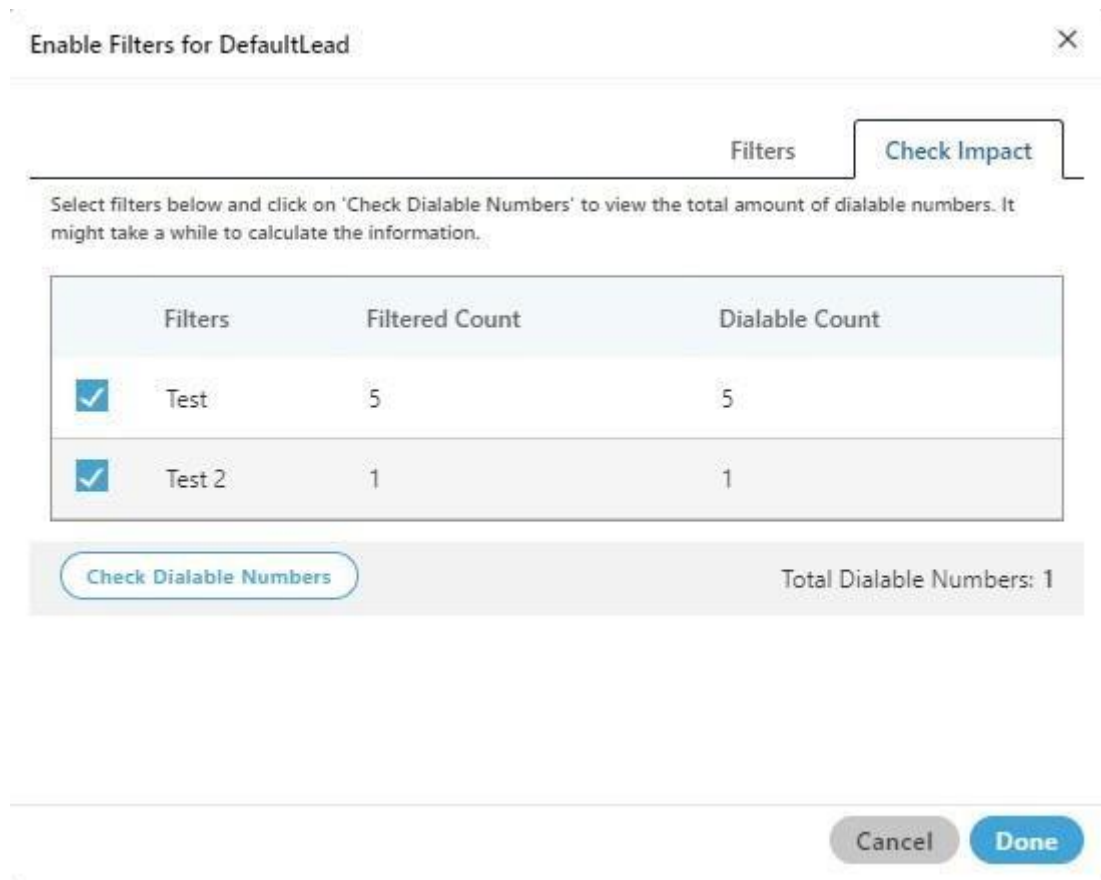 Enable Filters for DefaultLead
Filters Check Impact
Select filters below and click on 'Check Dialable Numbers' to view the total amount of dialable numbers. It
might take a while to calculate the information.
Filters Filtered Count Dialable Count
Test 5 5
Test 2 1 1
Check Dialable Numbers Total Dialable Numbers: 1
Cancel Done